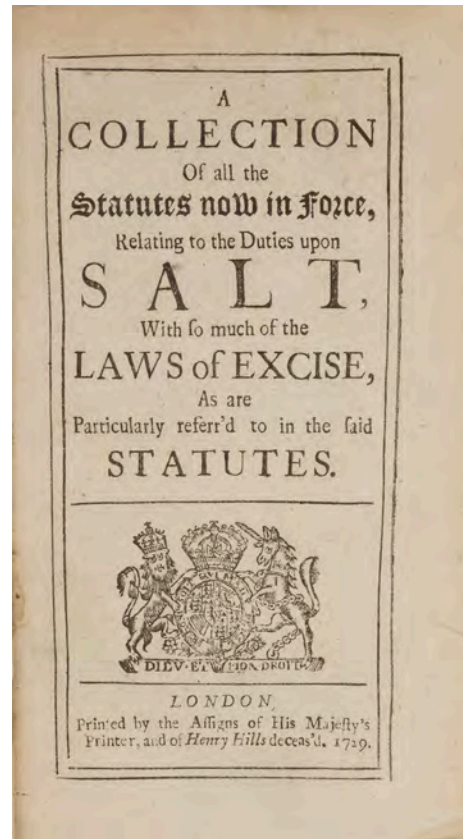 A
COLLECTION
Of all the
Statutes now in Force,
Relating to the Duties upon
SALT,
With ſo much of the
LAWS of EXCISE,
As are
Particularly referr'd to in the ſaid
STATUTES.
DIEV·ET MON DROIT
LONDON,
Printed by the Aſſigns of His Majeſty's
Printer, and of Henry Hills deceas'd. 1729.